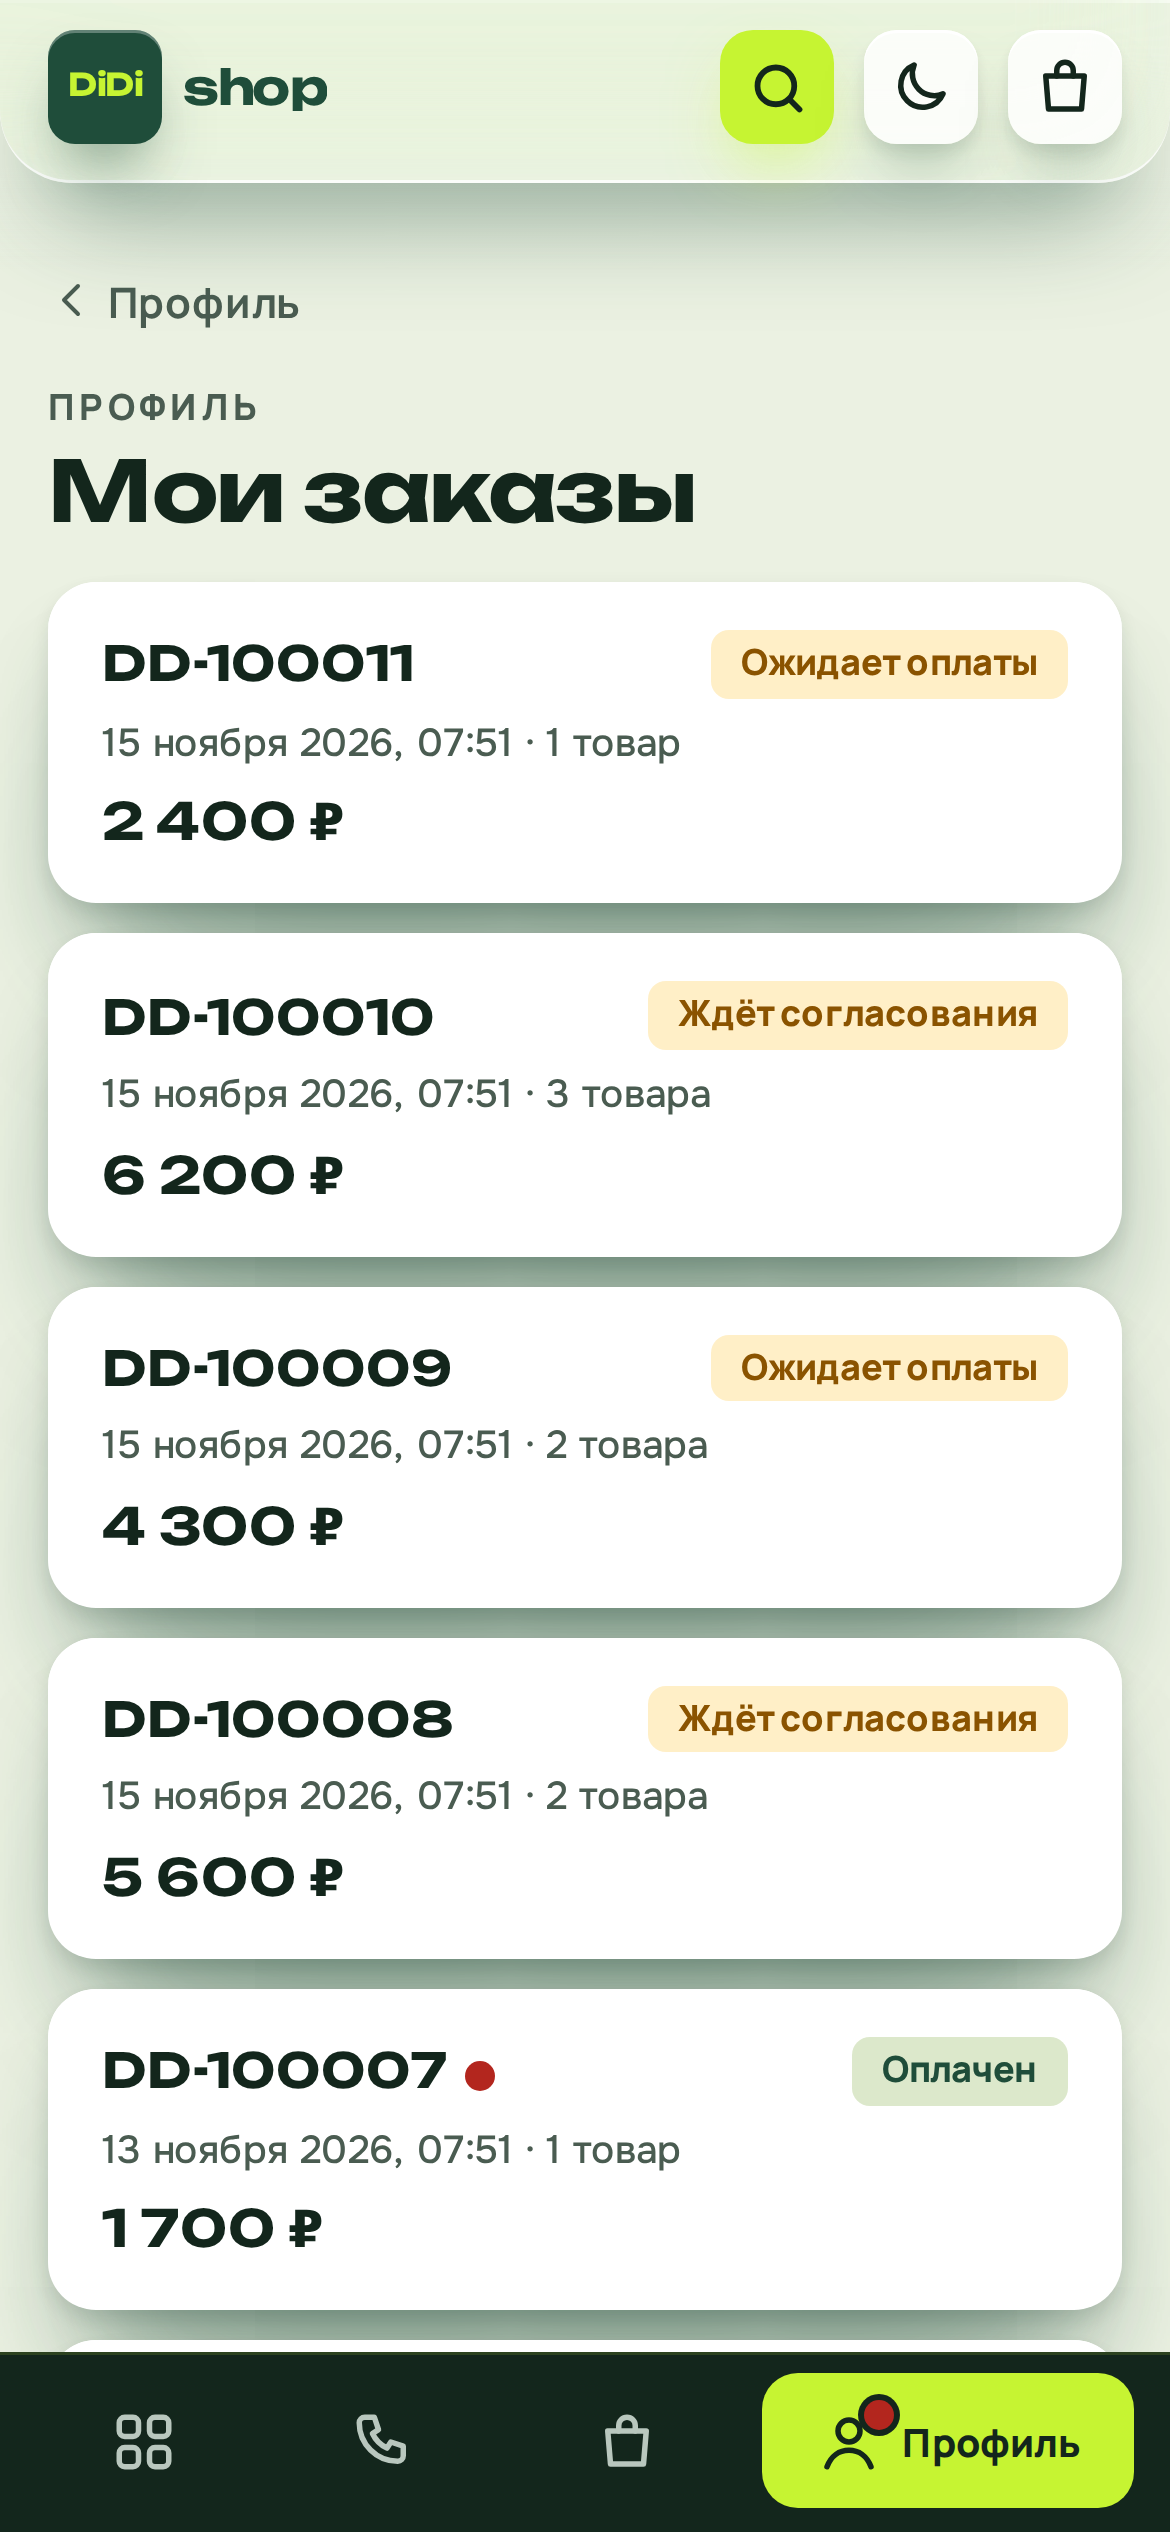 DiDi shop
Профиль
ПРОФИЛЬ
Мои заказы
DD-100011 Ожидает оплаты
15 ноября 2026, 07:51 · 1 товар
2 400 ₽
DD-100010 Ждёт согласования
15 ноября 2026, 07:51 · 3 товара
6 200 ₽
DD-100009 Ожидает оплаты
15 ноября 2026, 07:51 · 2 товара
4 300 ₽
DD-100008 Ждёт согласования
15 ноября 2026, 07:51 · 2 товара
5 600 ₽
DD-100007 Оплачен
13 ноября 2026, 07:51 · 1 товар
1 700 ₽
Профиль